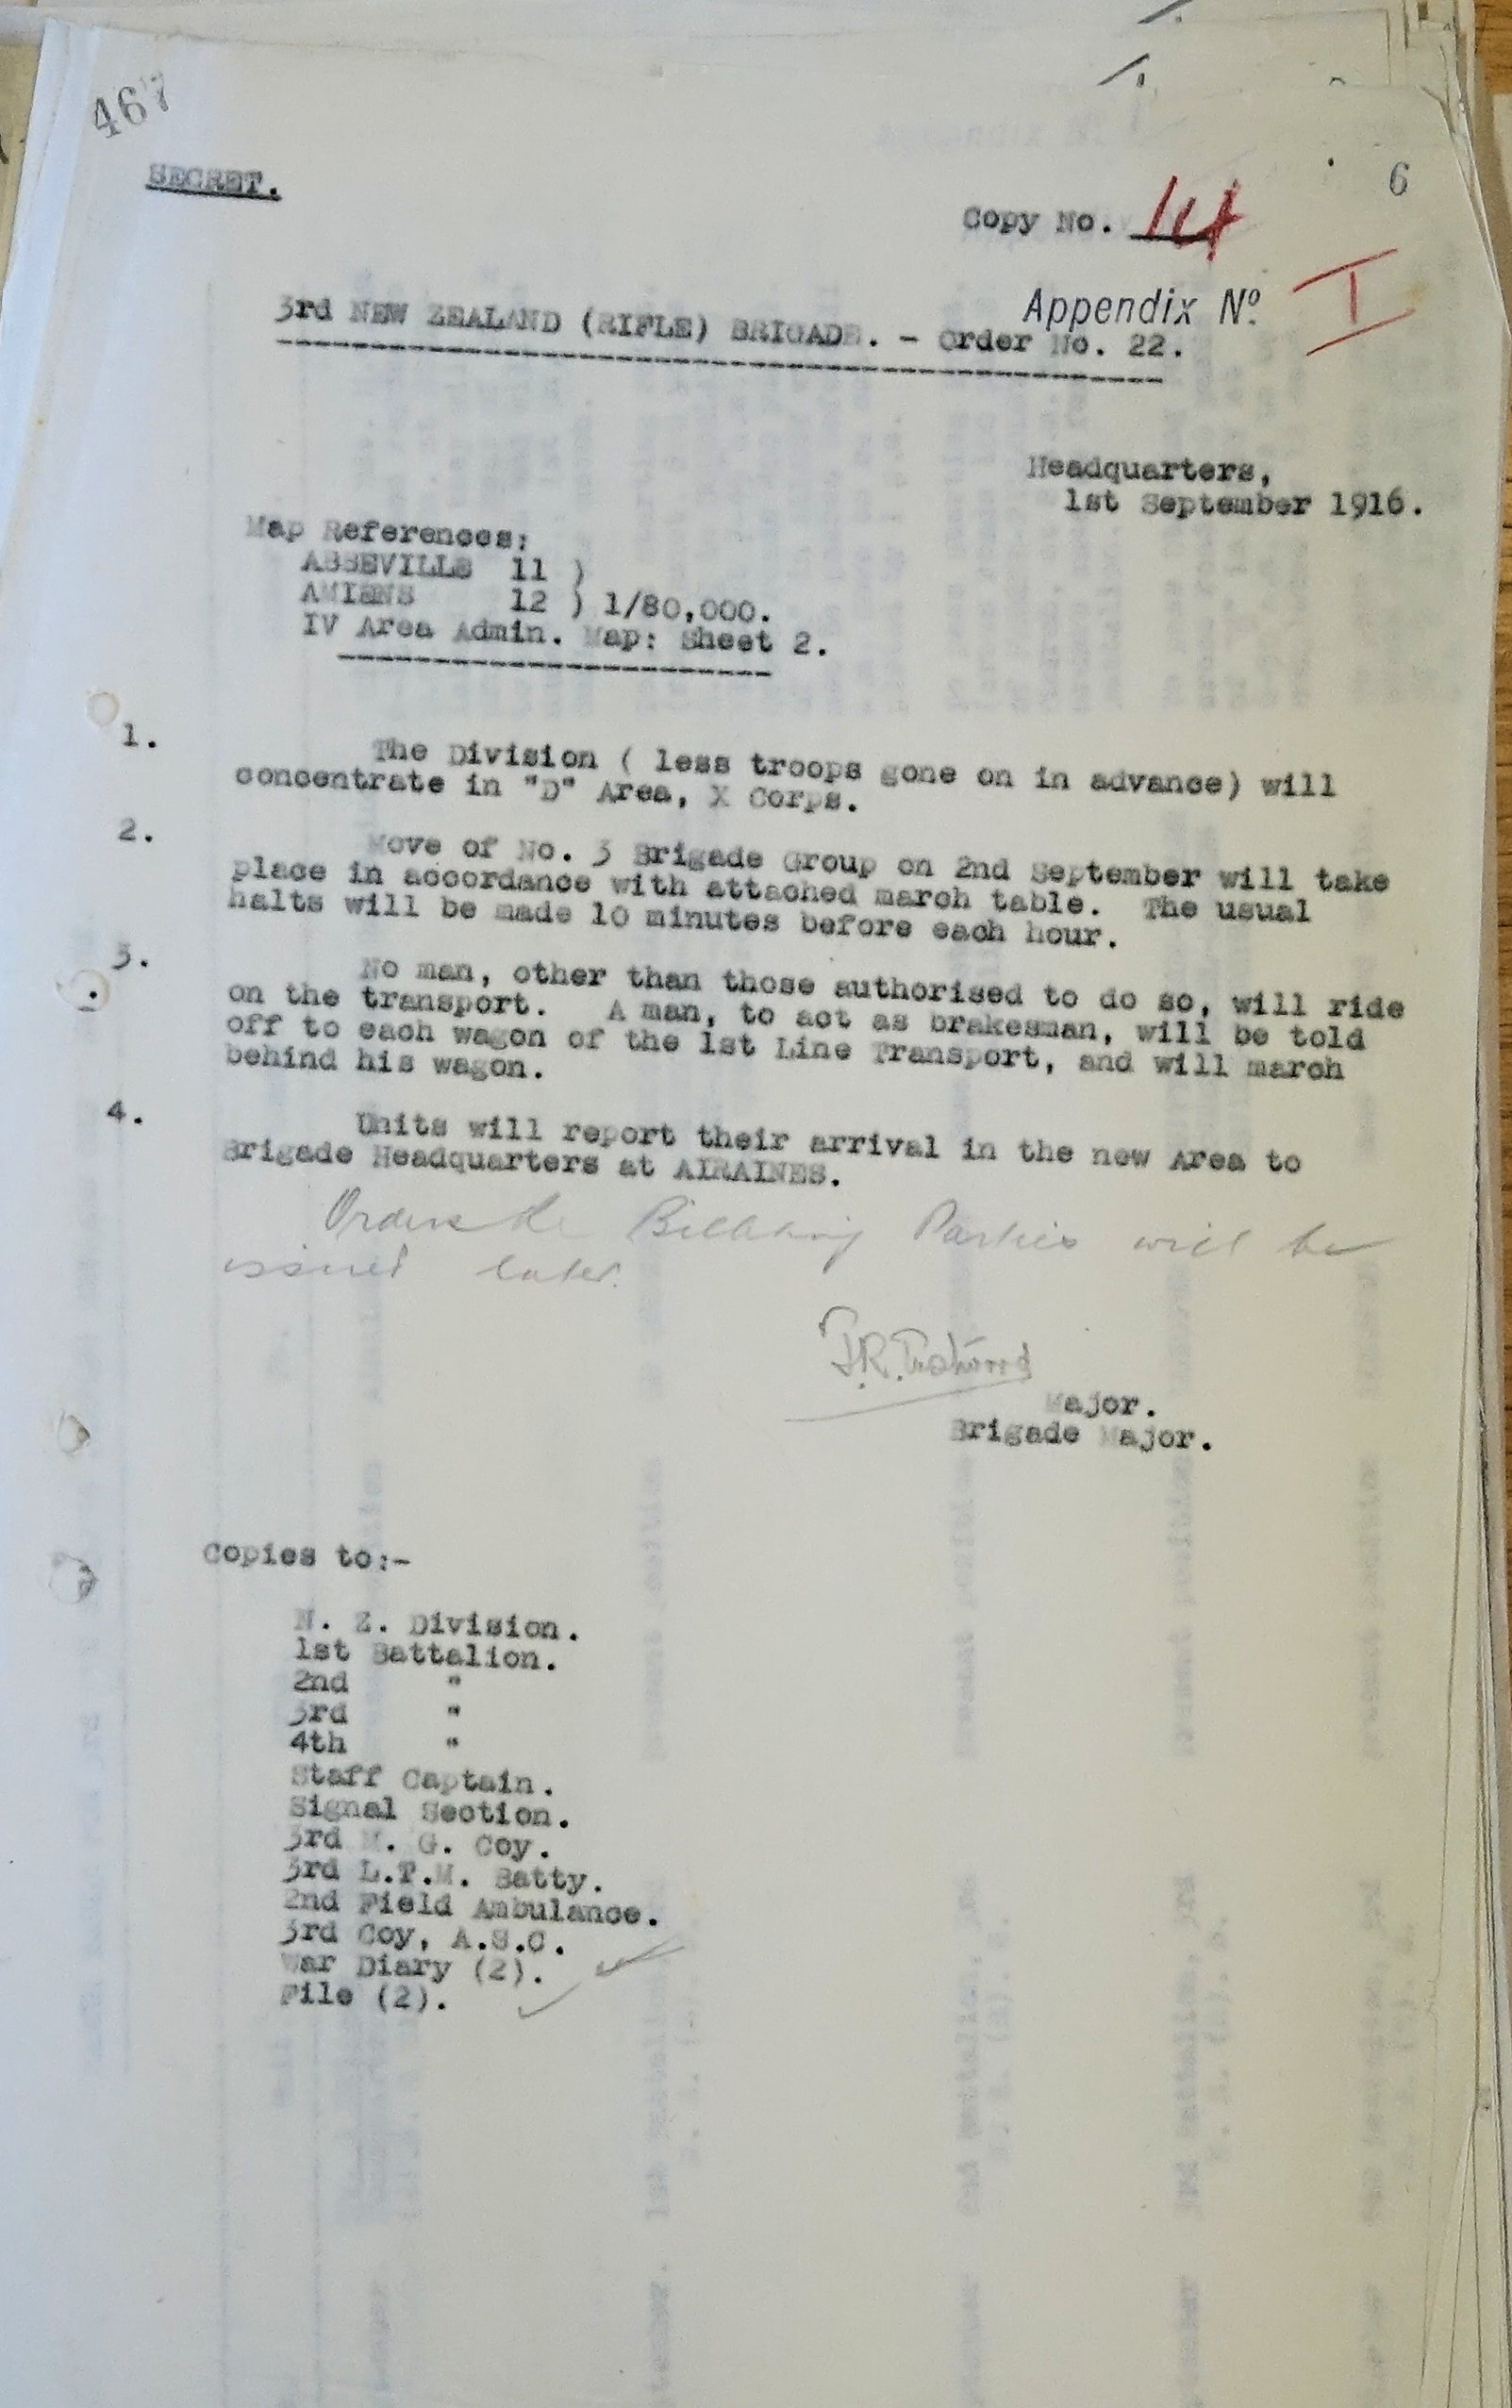 467
6
SECRET.
Copy No. 14
Appendix Nº I
3rd NEW ZEALAND (RIFLE) BRIGADE. - Order No. 22.
Headquarters,
1st September 1916.
Map References:
ABBEVILLE 11 )
AMIENS 12 ) 1/80,000.
IV Area Admin. Map: Sheet 2.
1. The Division ( less troops gone on in advance) will
concentrate in "D" Area, X Corps.
2. Move of No. 3 Brigade Group on 2nd September will take
place in accordance with attached march table. The usual
halts will be made 10 minutes before each hour.
3. No man, other than those authorised to do so, will ride
on the transport. A man, to act as brakesman, will be told
off to each wagon of the 1st Line Transport, and will march
behind his wagon.
4. Units will report their arrival in the new Area to
Brigade Headquarters at AIRAINES.
Orders Re Billeting Parties will be
issued later.
Major.
Brigade Major.
Copies to:-
N. Z. Division.
1st Battalion.
2nd "
3rd "
4th "
Staff Captain.
Signal Section.
3rd M. G. Coy.
3rd L.T.M. Batty.
2nd Field Ambulance.
3rd Coy, A.S.C.
War Diary (2).
File (2).